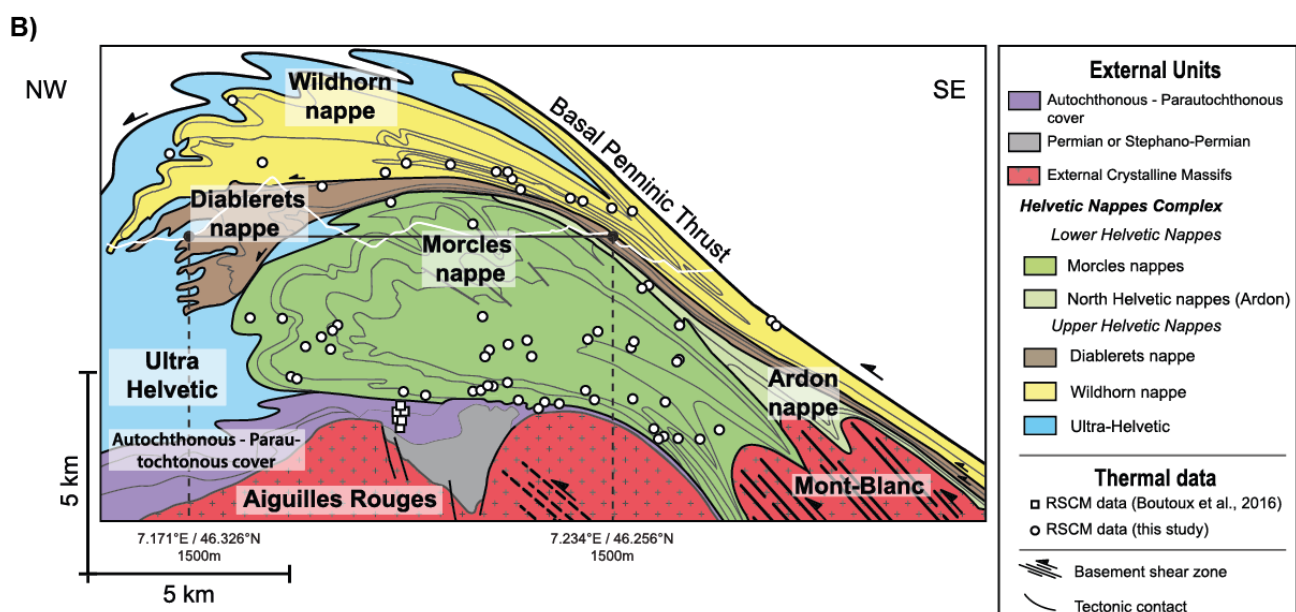 B)
NW
SE
Wildhorn
nappe
Basal Penninic Thrust
Diablerets
nappe
Morcles
nappe
Ultra
Helvetic
Ardon
nappe
Autochthonous - Parau-
tochtonous cover
Aiguilles Rouges
Mont-Blanc
5 km
7.171°E / 46.326°N
1500m
7.234°E / 46.256°N
1500m
5 km
External Units
Autochthonous - Parautochthonous
cover
Permian or Stephano-Permian
External Crystalline Massifs
Helvetic Nappes Complex
Lower Helvetic Nappes
Morcles nappes
North Helvetic nappes (Ardon)
Upper Helvetic Nappes
Diablerets nappe
Wildhorn nappe
Ultra-Helvetic
Thermal data
RSCM data (Boutoux et al., 2016)
RSCM data (this study)
Basement shear zone
Tectonic contact